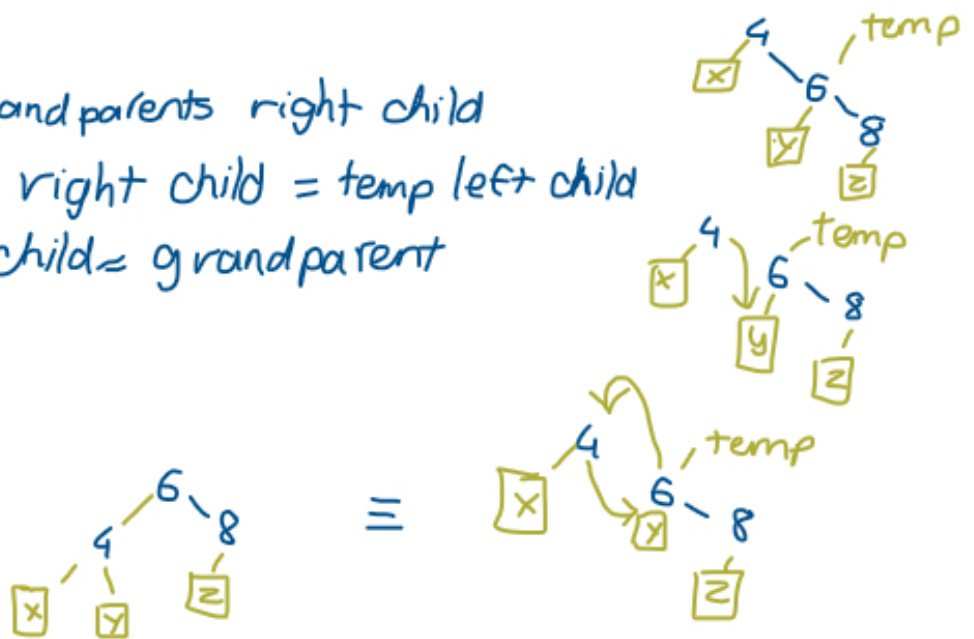 andparents right child
right child = temp left child
child = grandparent
4
temp
x
6
y
8
z
4
temp
x
6
8
y
z
6
4
8
x
y
z
≡
4
temp
x
6
y
8
z